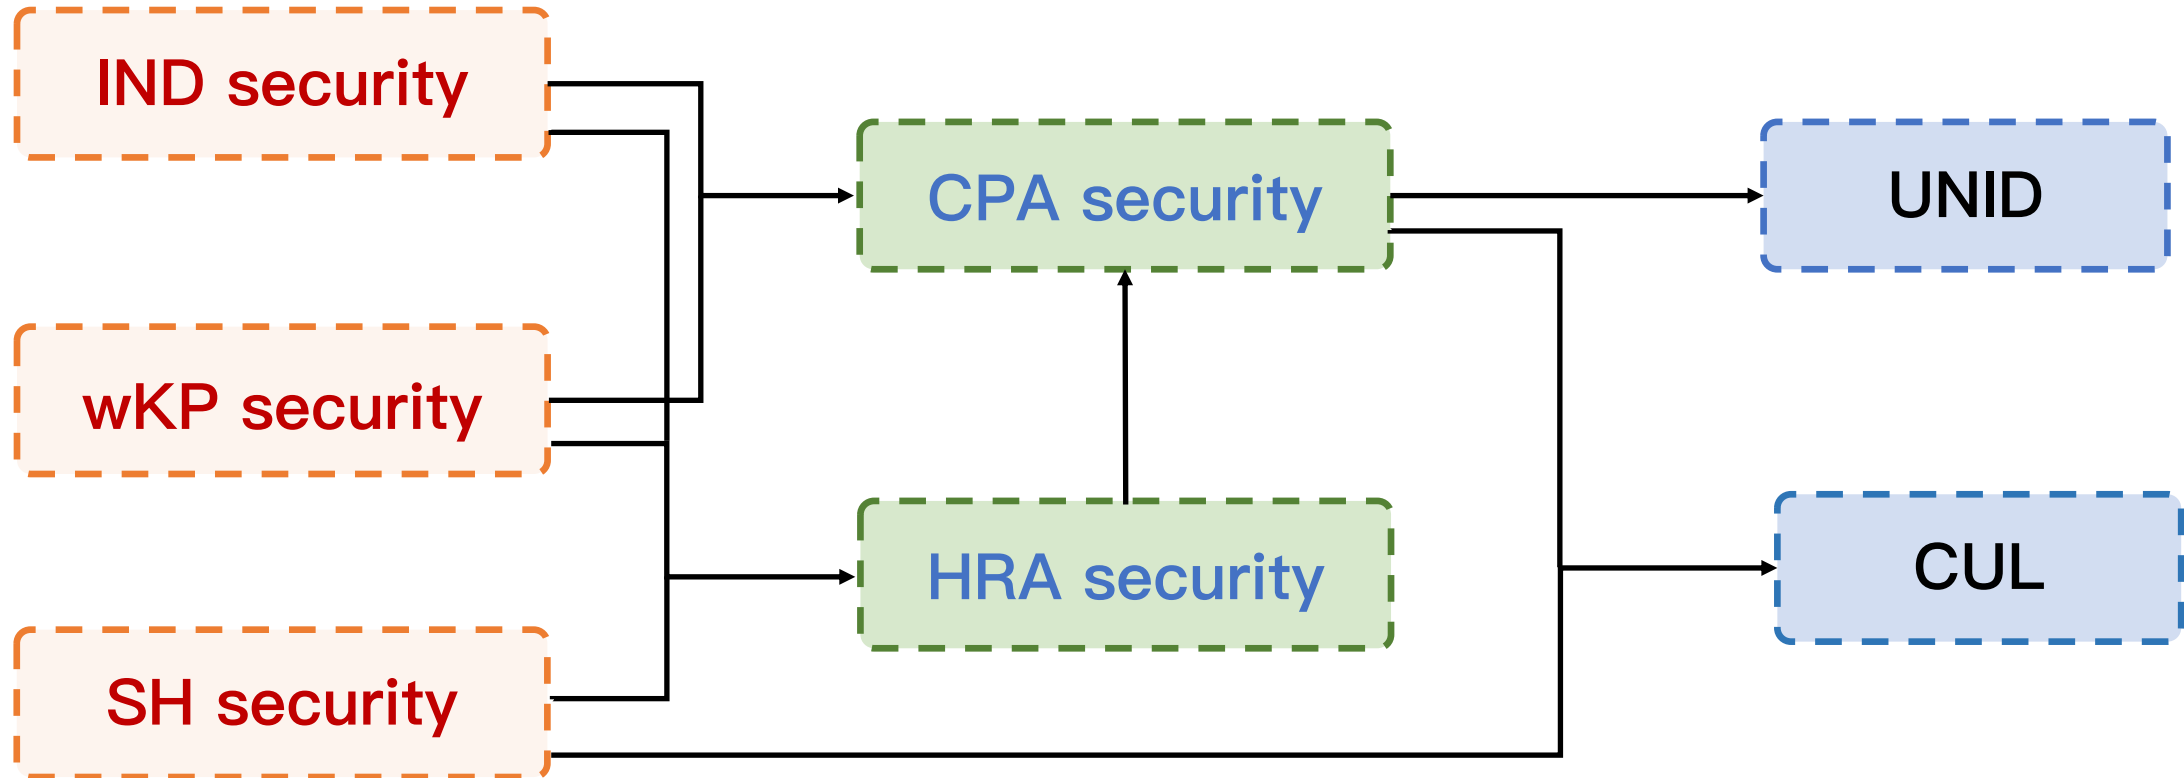 IND security
CPA security
UNID
wKP security
HRA security
CUL
SH security